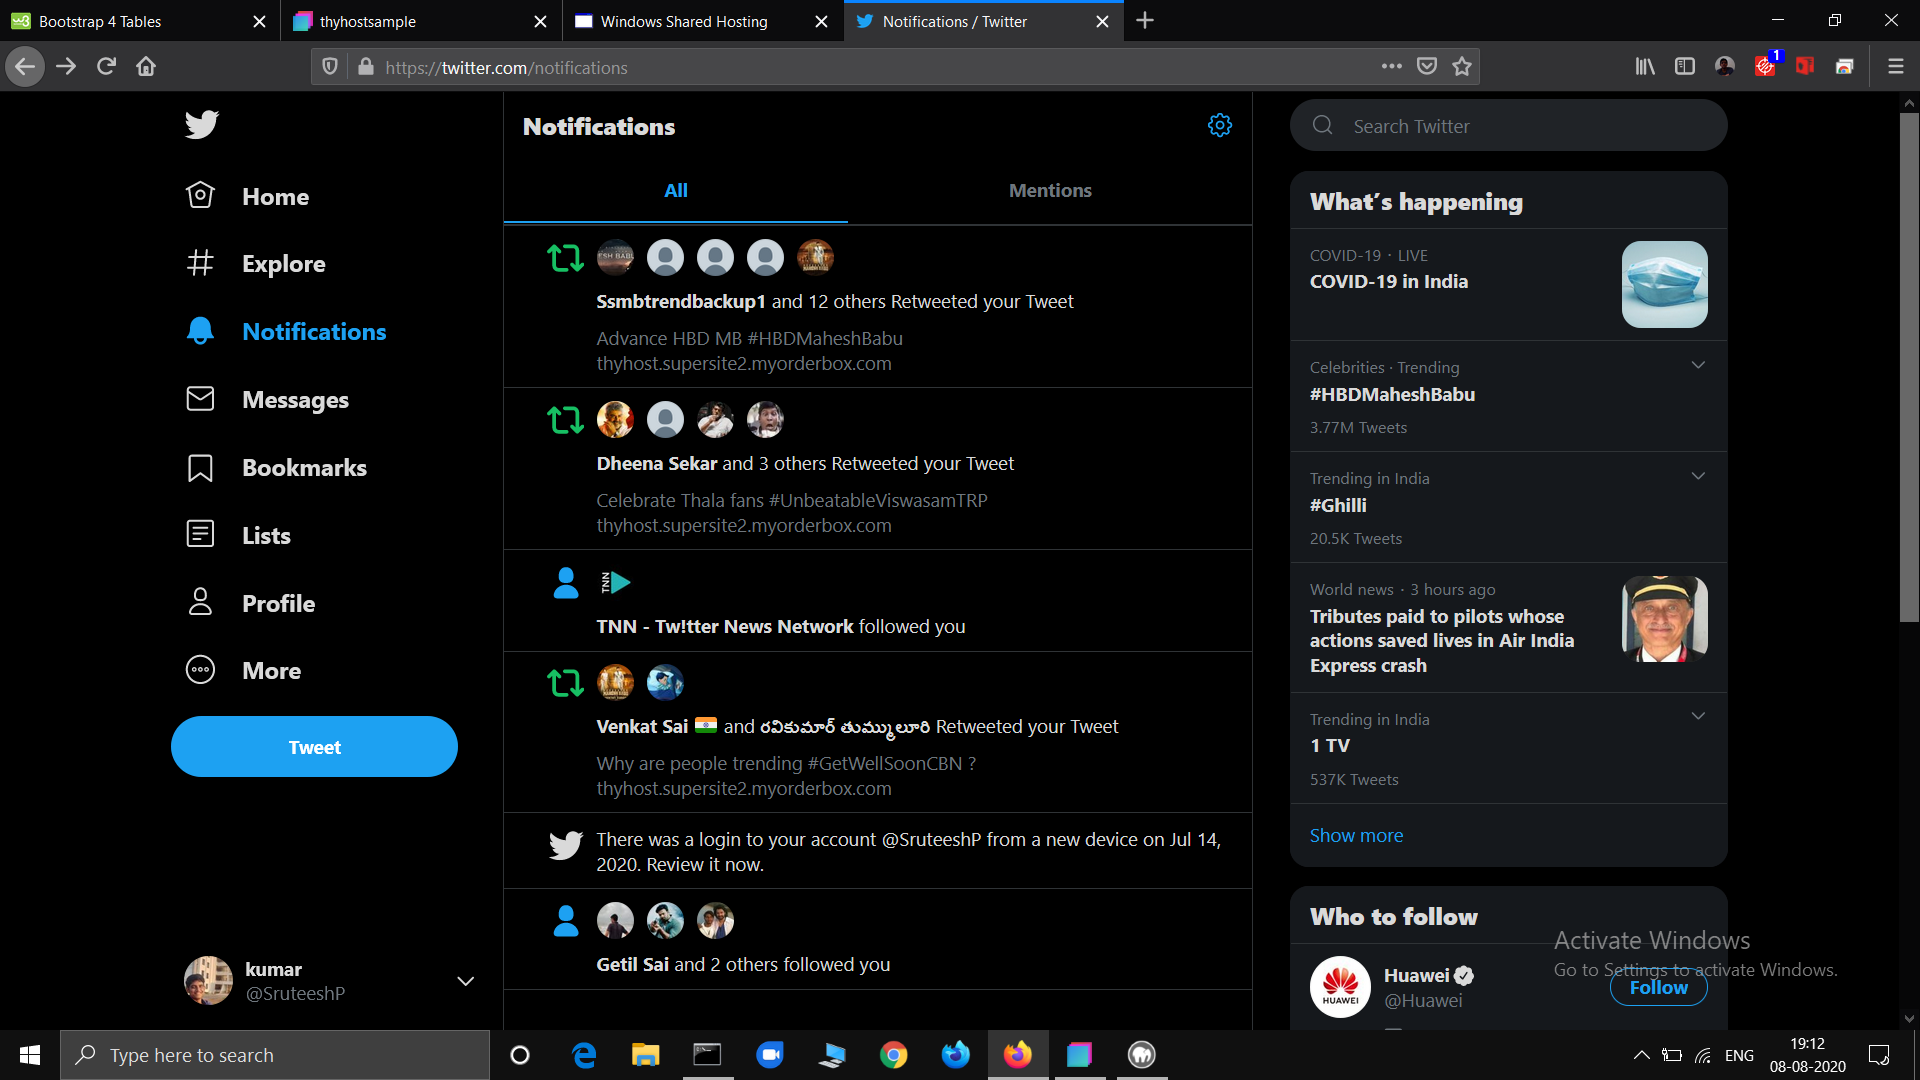 Bootstrap 4 Tables
thyhostsample
Windows Shared Hosting
Notifications / Twitter
https://twitter.com/notifications
1
Home
Explore
Notifications
Messages
Bookmarks
Lists
Profile
More
Tweet
kumar
@SruteeshP
Notifications
All
Mentions
ESH BABU
Ssmbtrendbackup1 and 12 others Retweeted your Tweet
Advance HBD MB #HBDMaheshBabu
thyhost.supersite2.myorderbox.com
Dheena Sekar and 3 others Retweeted your Tweet
Celebrate Thala fans #UnbeatableViswasamTRP
thyhost.supersite2.myorderbox.com
TNN
TNN - Tw!tter News Network followed you
Venkat Sai 🇮🇳 and రవికుమార్ తుమ్ములూరి Retweeted your Tweet
Why are people trending #GetWellSoonCBN ?
thyhost.supersite2.myorderbox.com
There was a login to your account @SruteeshP from a new device on Jul 14,
2020. Review it now.
Getil Sai and 2 others followed you
Search Twitter
What's happening
COVID-19 · LIVE
COVID-19 in India
Celebrities · Trending
#HBDMaheshBabu
3.77M Tweets
Trending in India
#Ghilli
20.5K Tweets
World news · 3 hours ago
Tributes paid to pilots whose
actions saved lives in Air India
Express crash
Trending in India
1 TV
537K Tweets
Show more
Who to follow
Huawei
@Huawei
HUAWEI
Follow
Activate Windows
Go to Settings to activate Windows.
Type here to search
ENG
19:12
08-08-2020